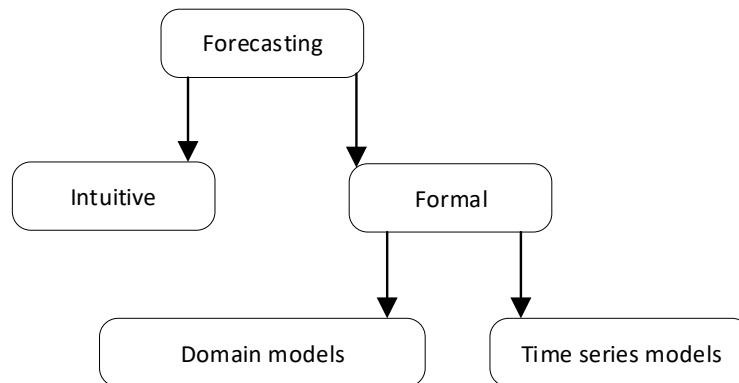 Forecasting
Intuitive
Formal
Domain models
Time series models